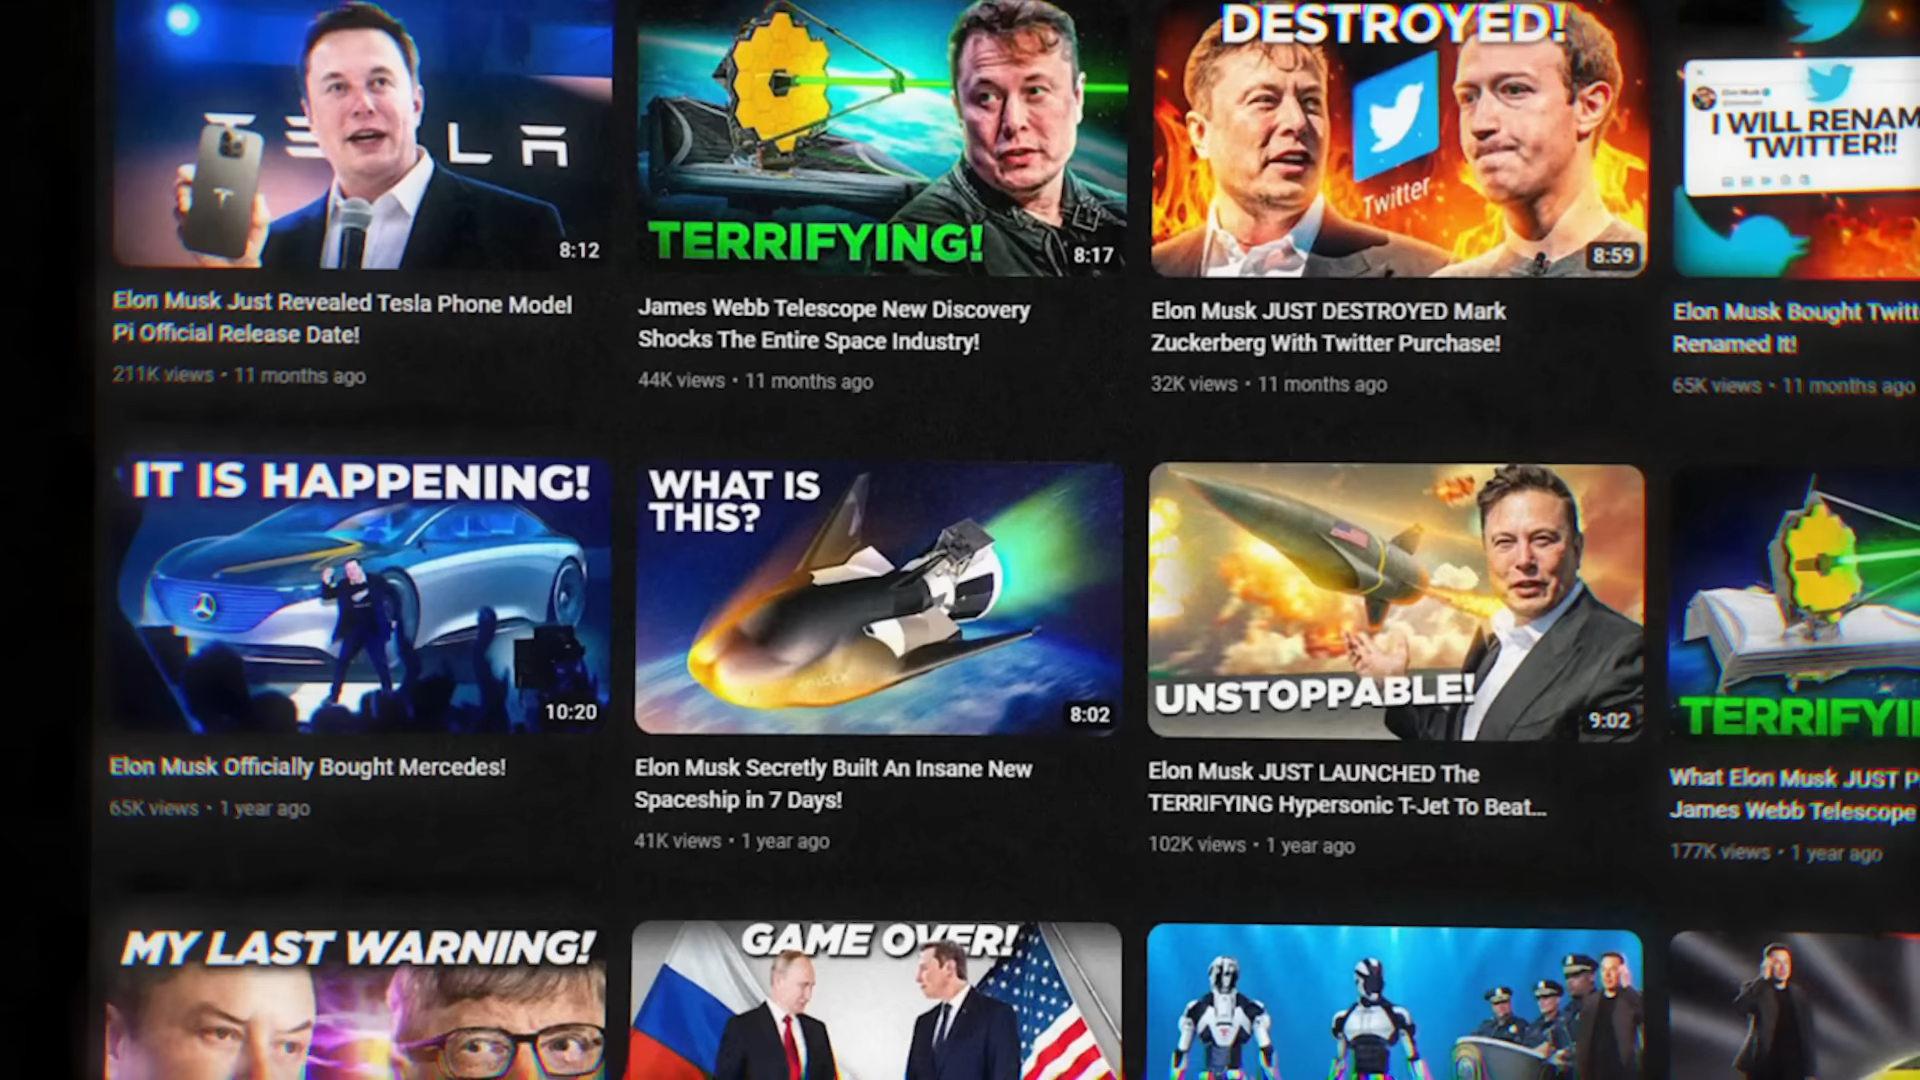 TESLA
T
8:12
Elon Musk Just Revealed Tesla Phone Model
Pi Official Release Date!
211K views • 11 months ago
TERRIFYING!
8:17
James Webb Telescope New Discovery
Shocks The Entire Space Industry!
44K views • 11 months ago
DESTROYED!
Twitter
8:59
Elon Musk JUST DESTROYED Mark
Zuckerberg With Twitter Purchase!
32K views • 11 months ago
Elon Musk
I WILL RENAM
TWITTER!!
Elon Musk Bought Twitt
Renamed It!
65K views • 11 months ago
IT IS HAPPENING!
10:20
Elon Musk Officially Bought Mercedes!
65K views • 1 year ago
WHAT IS
THIS?
8:02
Elon Musk Secretly Built An Insane New
Spaceship in 7 Days!
41K views • 1 year ago
UNSTOPPABLE!
9:02
Elon Musk JUST LAUNCHED The
TERRIFYING Hypersonic T-Jet To Beat...
102K views • 1 year ago
TERRIFYI
What Elon Musk JUST P
James Webb Telescope
177K views • 1 year ago
MY LAST WARNING!
GAME OVER!